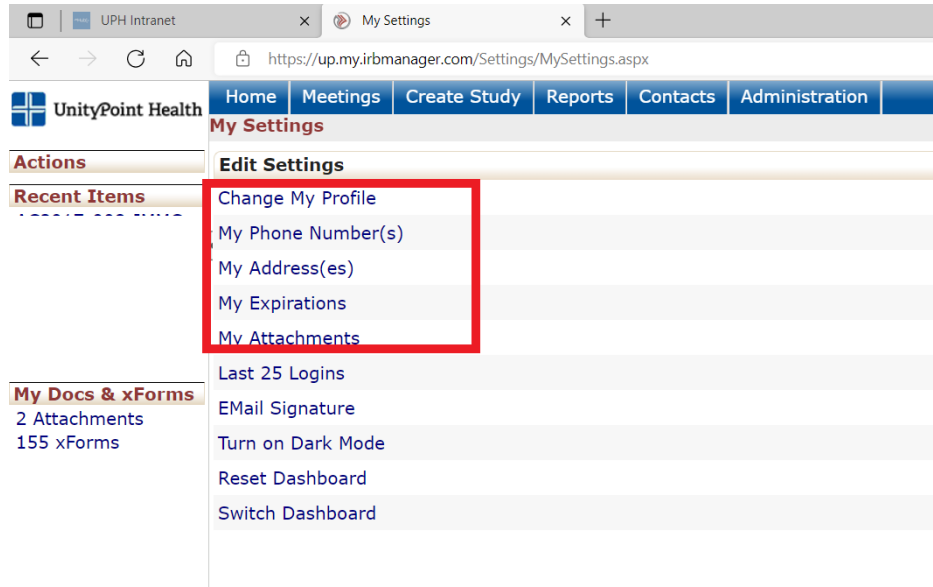 UPH Intranet
My Settings
https://up.my.irbmanager.com/Settings/MySettings.aspx
UnityPoint Health
Home Meetings Create Study Reports Contacts Administration
My Settings
Actions
Recent Items
My Docs & xForms
2 Attachments
155 xForms
Edit Settings
Change My Profile
My Phone Number(s)
My Address(es)
My Expirations
My Attachments
Last 25 Logins
EMail Signature
Turn on Dark Mode
Reset Dashboard
Switch Dashboard